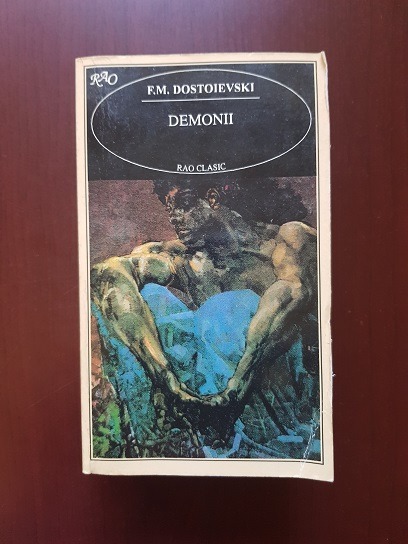 RAO
F.M. DOSTOIEVSKI
DEMONII
RAO CLASIC